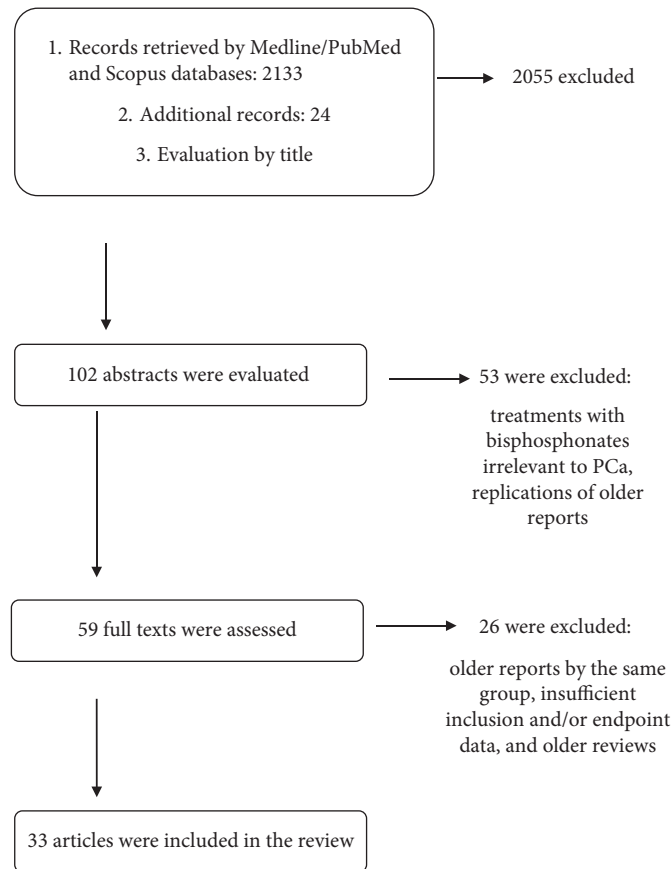 1. Records retrieved by Medline/PubMed
and Scopus databases: 2133
2. Additional records: 24
3. Evaluation by title
2055 excluded
102 abstracts were evaluated
53 were excluded:
treatments with
bisphosphonates
irrelevant to PCa,
replications of older
reports
59 full texts were assessed
26 were excluded:
older reports by the same
group, insufficient
inclusion and/or endpoint
data, and older reviews
33 articles were included in the review